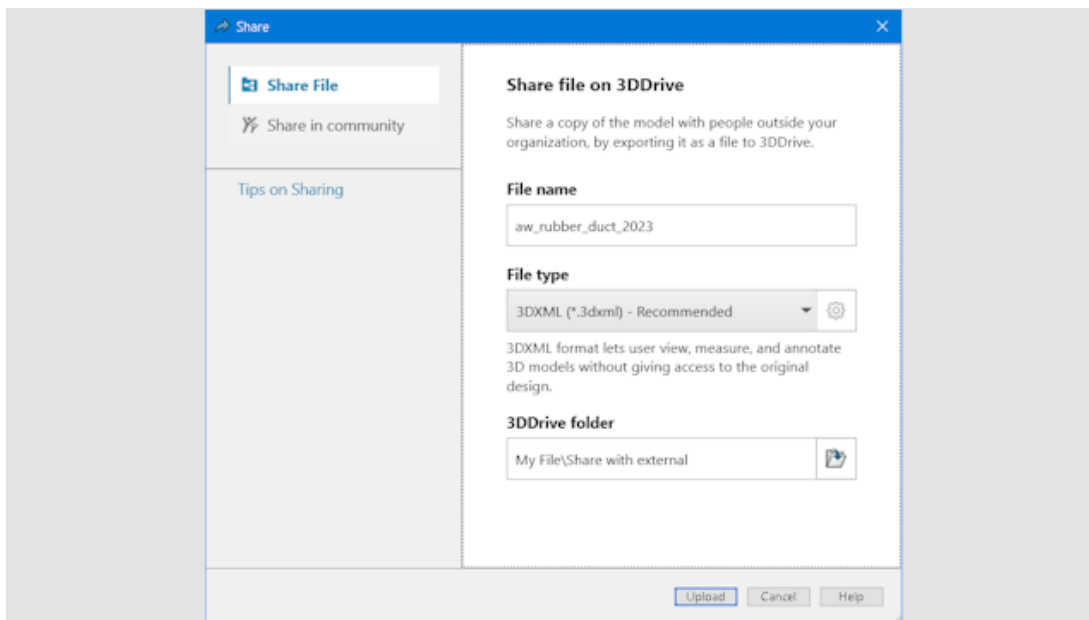 Share
Share File
Share in community
Tips on Sharing
Share file on 3DDrive
Share a copy of the model with people outside your
organization, by exporting it as a file to 3DDrive.
File name
aw_rubber_duct_2023
File type
3DXML (*.3dxml) - Recommended
3DXML format lets user view, measure, and annotate
3D models without giving access to the original
design.
3DDrive folder
My File\Share with external
Upload
Cancel
Help